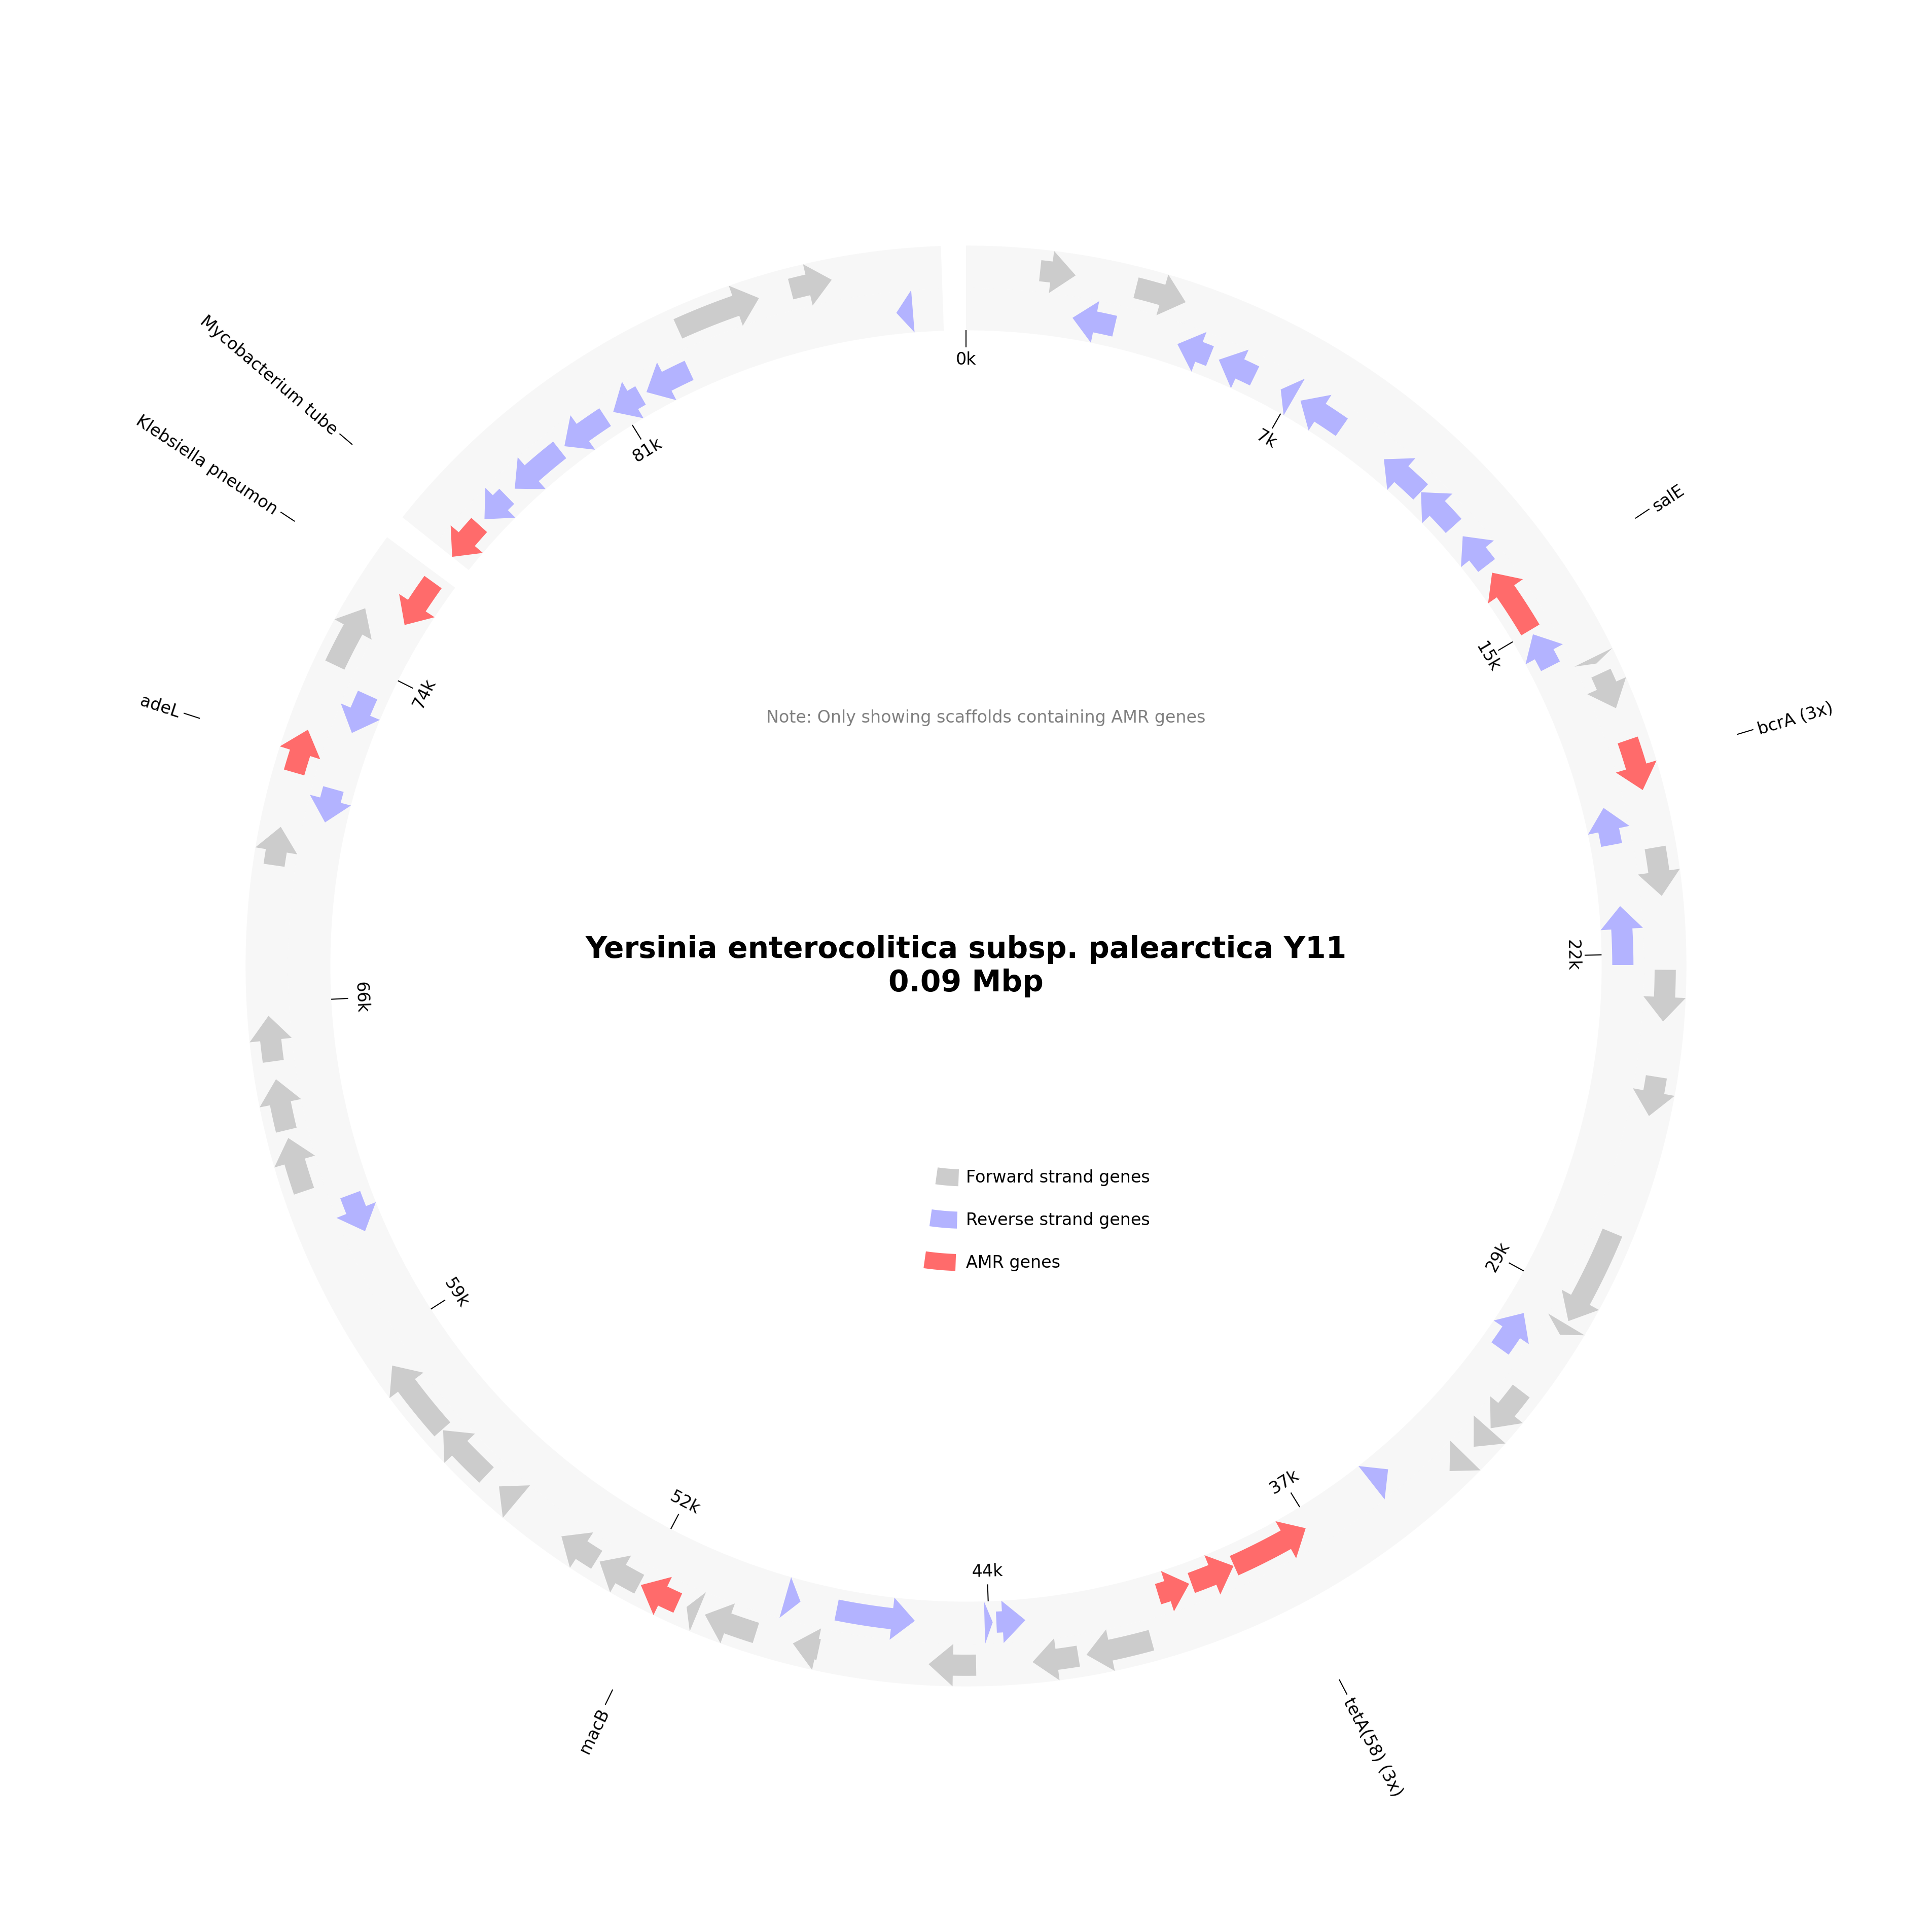 Mycobacterium tube
Klebsiella pneumon
adeL
salE
bcrA (3x)
tetA(58) (3x)
macB
0k
7k
15k
22k
29k
37k
44k
52k
59k
66k
74k
81k
Note: Only showing scaffolds containing AMR genes
Yersinia enterocolitica subsp. palearctica Y11
0.09 Mbp
Forward strand genes
Reverse strand genes
AMR genes